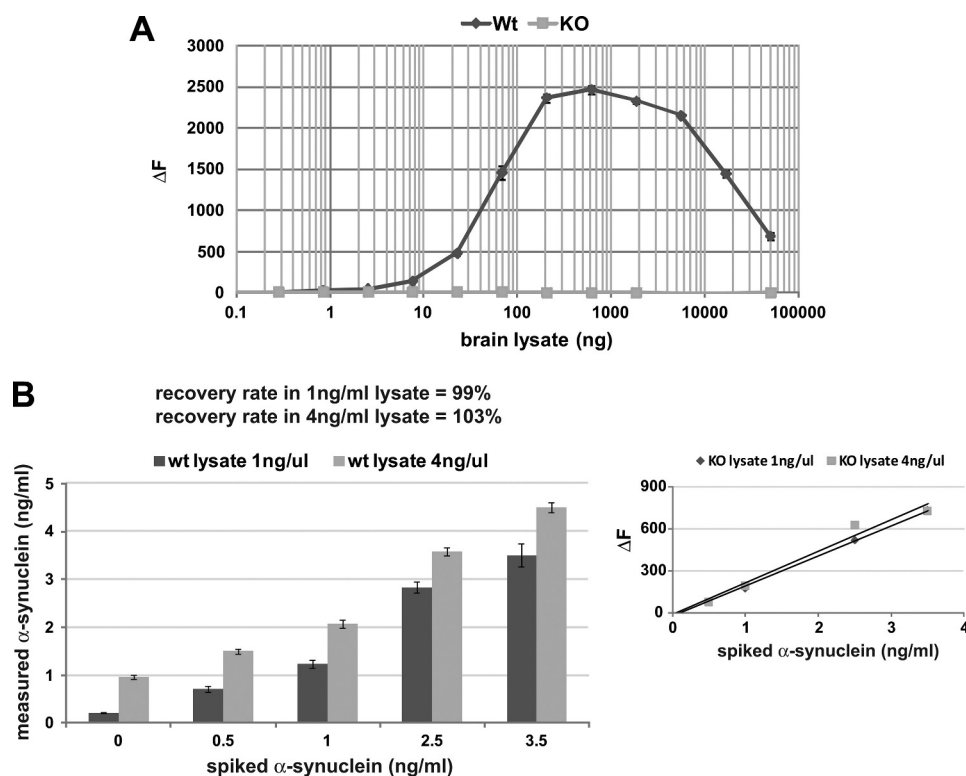 A
Wt KO
3000
2500
2000
1500
1000
500
0
ΔF
0.1 1 10 100 1000 10000 100000
brain lysate (ng)
B
recovery rate in 1ng/ml lysate = 99%
recovery rate in 4ng/ml lysate = 103%
wt lysate 1ng/ul wt lysate 4ng/ul
measured α-synuclein (ng/ml)
5
4
3
2
1
0
0 0.5 1 2.5 3.5
spiked α-synuclein (ng/ml)
KO lysate 1ng/ul KO lysate 4ng/ul
ΔF
900
600
300
0
0 1 2 3 4
spiked α-synuclein (ng/ml)